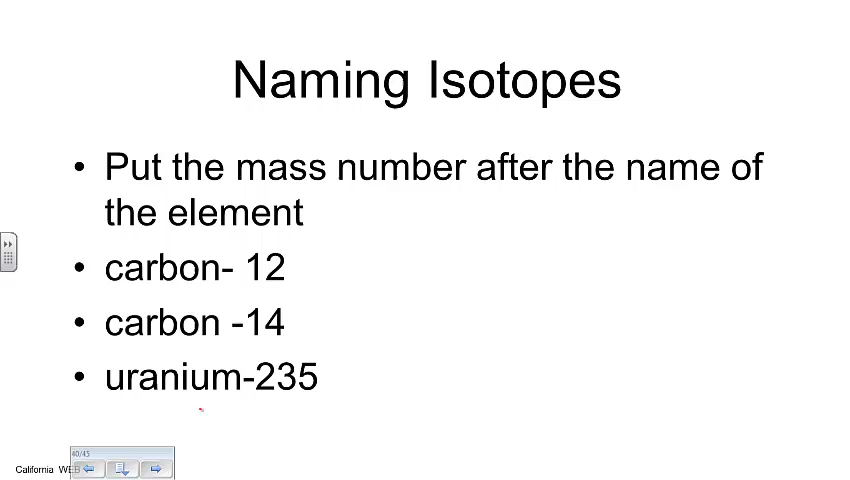 Naming Isotopes
• Put the mass number after the name of
the element
• carbon- 12
• carbon -14
• uranium-235
40/45
California WEB